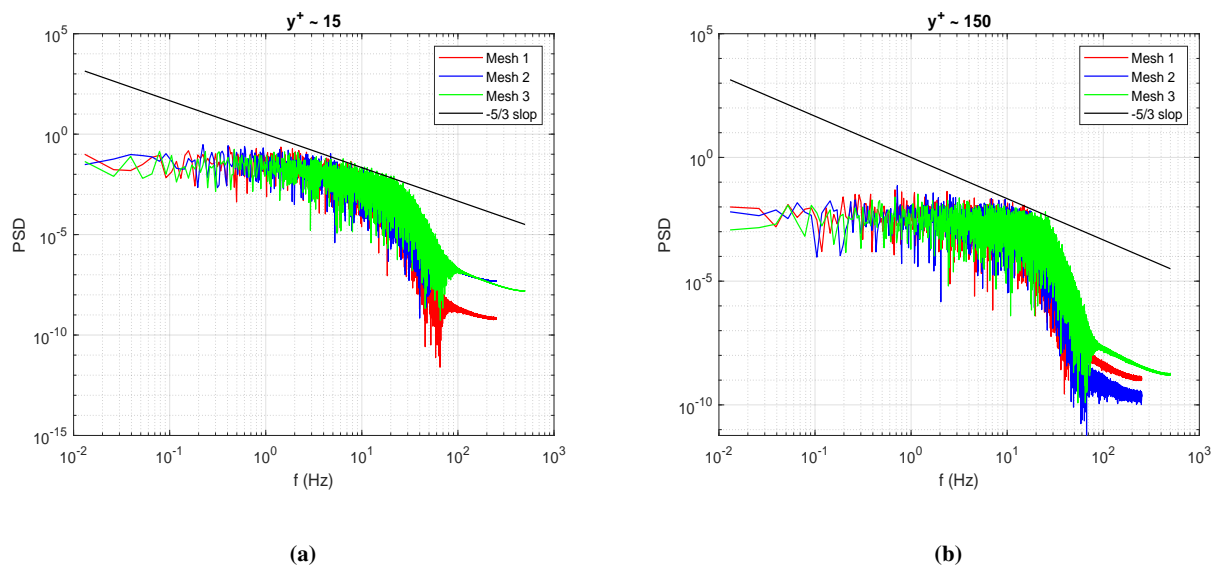 y+ ~ 15
10^5
10^0
10^-5
10^-10
10^-15
PSD
Mesh 1
Mesh 2
Mesh 3
-5/3 slop
10^-2
10^-1
10^0
10^1
10^2
10^3
f (Hz)
(a)
y+ ~ 150
10^5
10^0
10^-5
10^-10
PSD
Mesh 1
Mesh 2
Mesh 3
-5/3 slop
10^-2
10^-1
10^0
10^1
10^2
10^3
f (Hz)
(b)